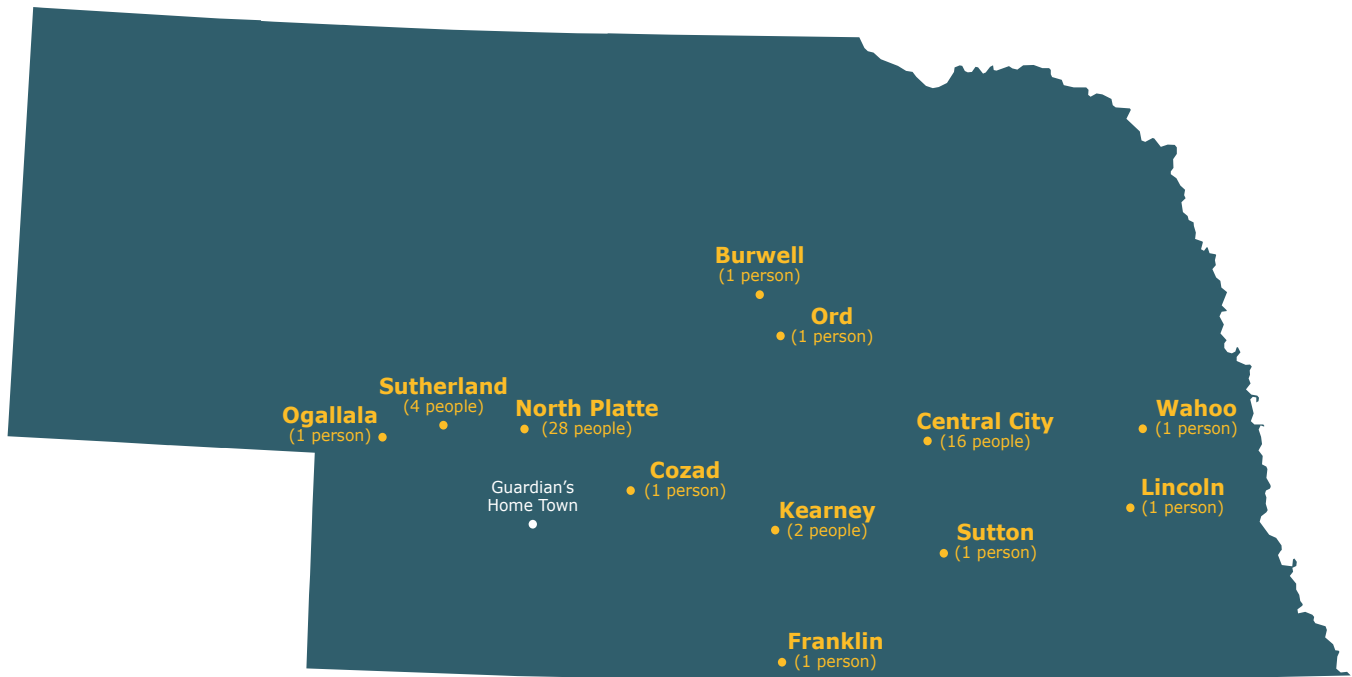 Burwell
(1 person)
Ord
(1 person)
Sutherland
(4 people)
Ogallala
(1 person)
North Platte
(28 people)
Central City
(16 people)
Wahoo
(1 person)
Cozad
(1 person)
Guardian's
Home Town
Kearney
(2 people)
Lincoln
(1 person)
Sutton
(1 person)
Franklin
(1 person)